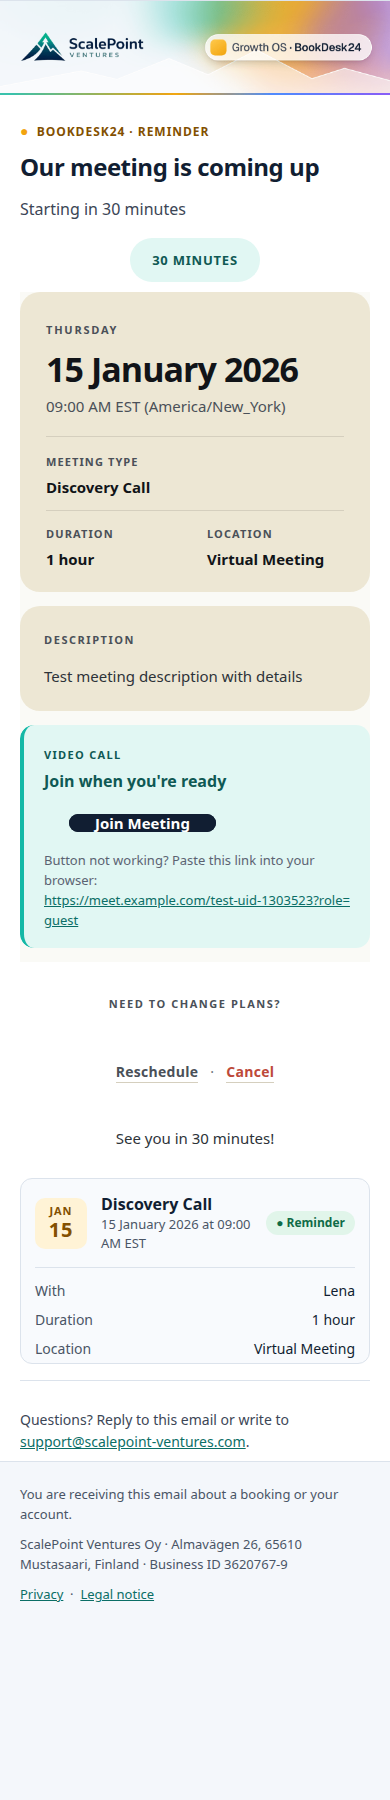 ScalePoint
VENTURES
Growth OS · BookDesk24
BOOKDESK24 · REMINDER
Our meeting is coming up
Starting in 30 minutes
30 MINUTES
THURSDAY
15 January 2026
09:00 AM EST (America/New_York)
MEETING TYPE
Discovery Call
DURATION
LOCATION
1 hour
Virtual Meeting
DESCRIPTION
Test meeting description with details
VIDEO CALL
Join when you're ready
Join Meeting
Button not working? Paste this link into your
browser:
https://meet.example.com/test-uid-1303523?role=
guest
NEED TO CHANGE PLANS?
Reschedule · Cancel
See you in 30 minutes!
JAN
15
Discovery Call
15 January 2026 at 09:00
AM EST
● Reminder
With Lena
Duration 1 hour
Location Virtual Meeting
Questions? Reply to this email or write to
support@scalepoint-ventures.com.
You are receiving this email about a booking or your
account.
ScalePoint Ventures Oy · Almavägen 26, 65610
Mustasaari, Finland · Business ID 3620767-9
Privacy · Legal notice